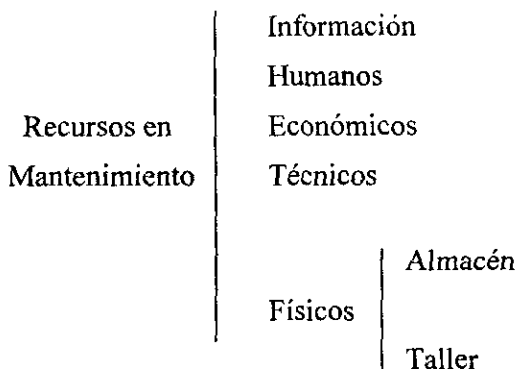 Información
Humanos
Recursos en Económicos
Mantenimiento Técnicos
Almacén
Físicos
Taller